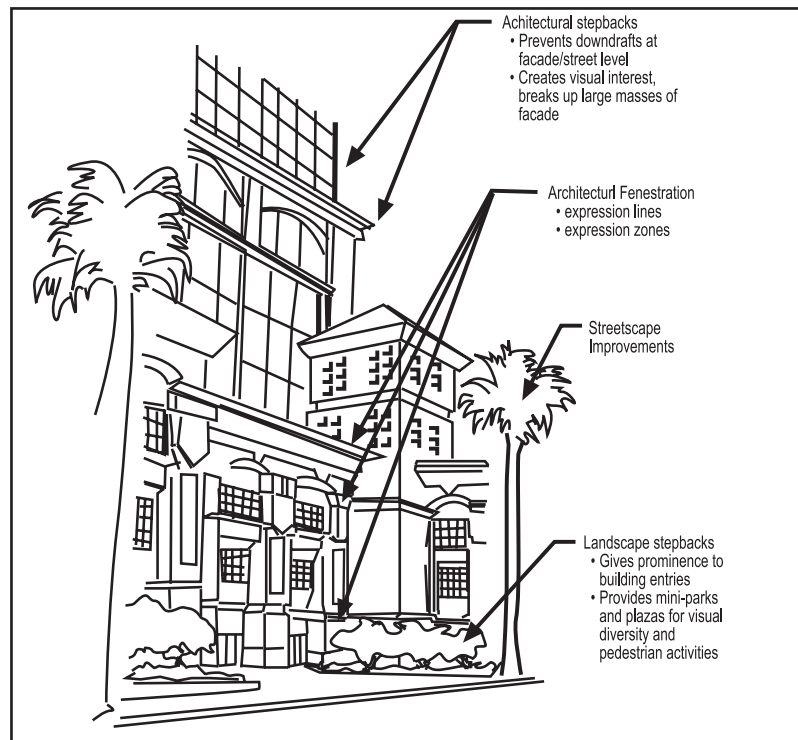 Achitectural stepbacks
• Prevents downdrafts at
facade/street level
• Creates visual interest,
breaks up large masses of
facade
Architecturl Fenestration
• expression lines
• expression zones
Streetscape
Improvements
Landscape stepbacks
• Gives prominence to
building entries
• Provides mini-parks
and plazas for visual
diversity and
pedestrian activities